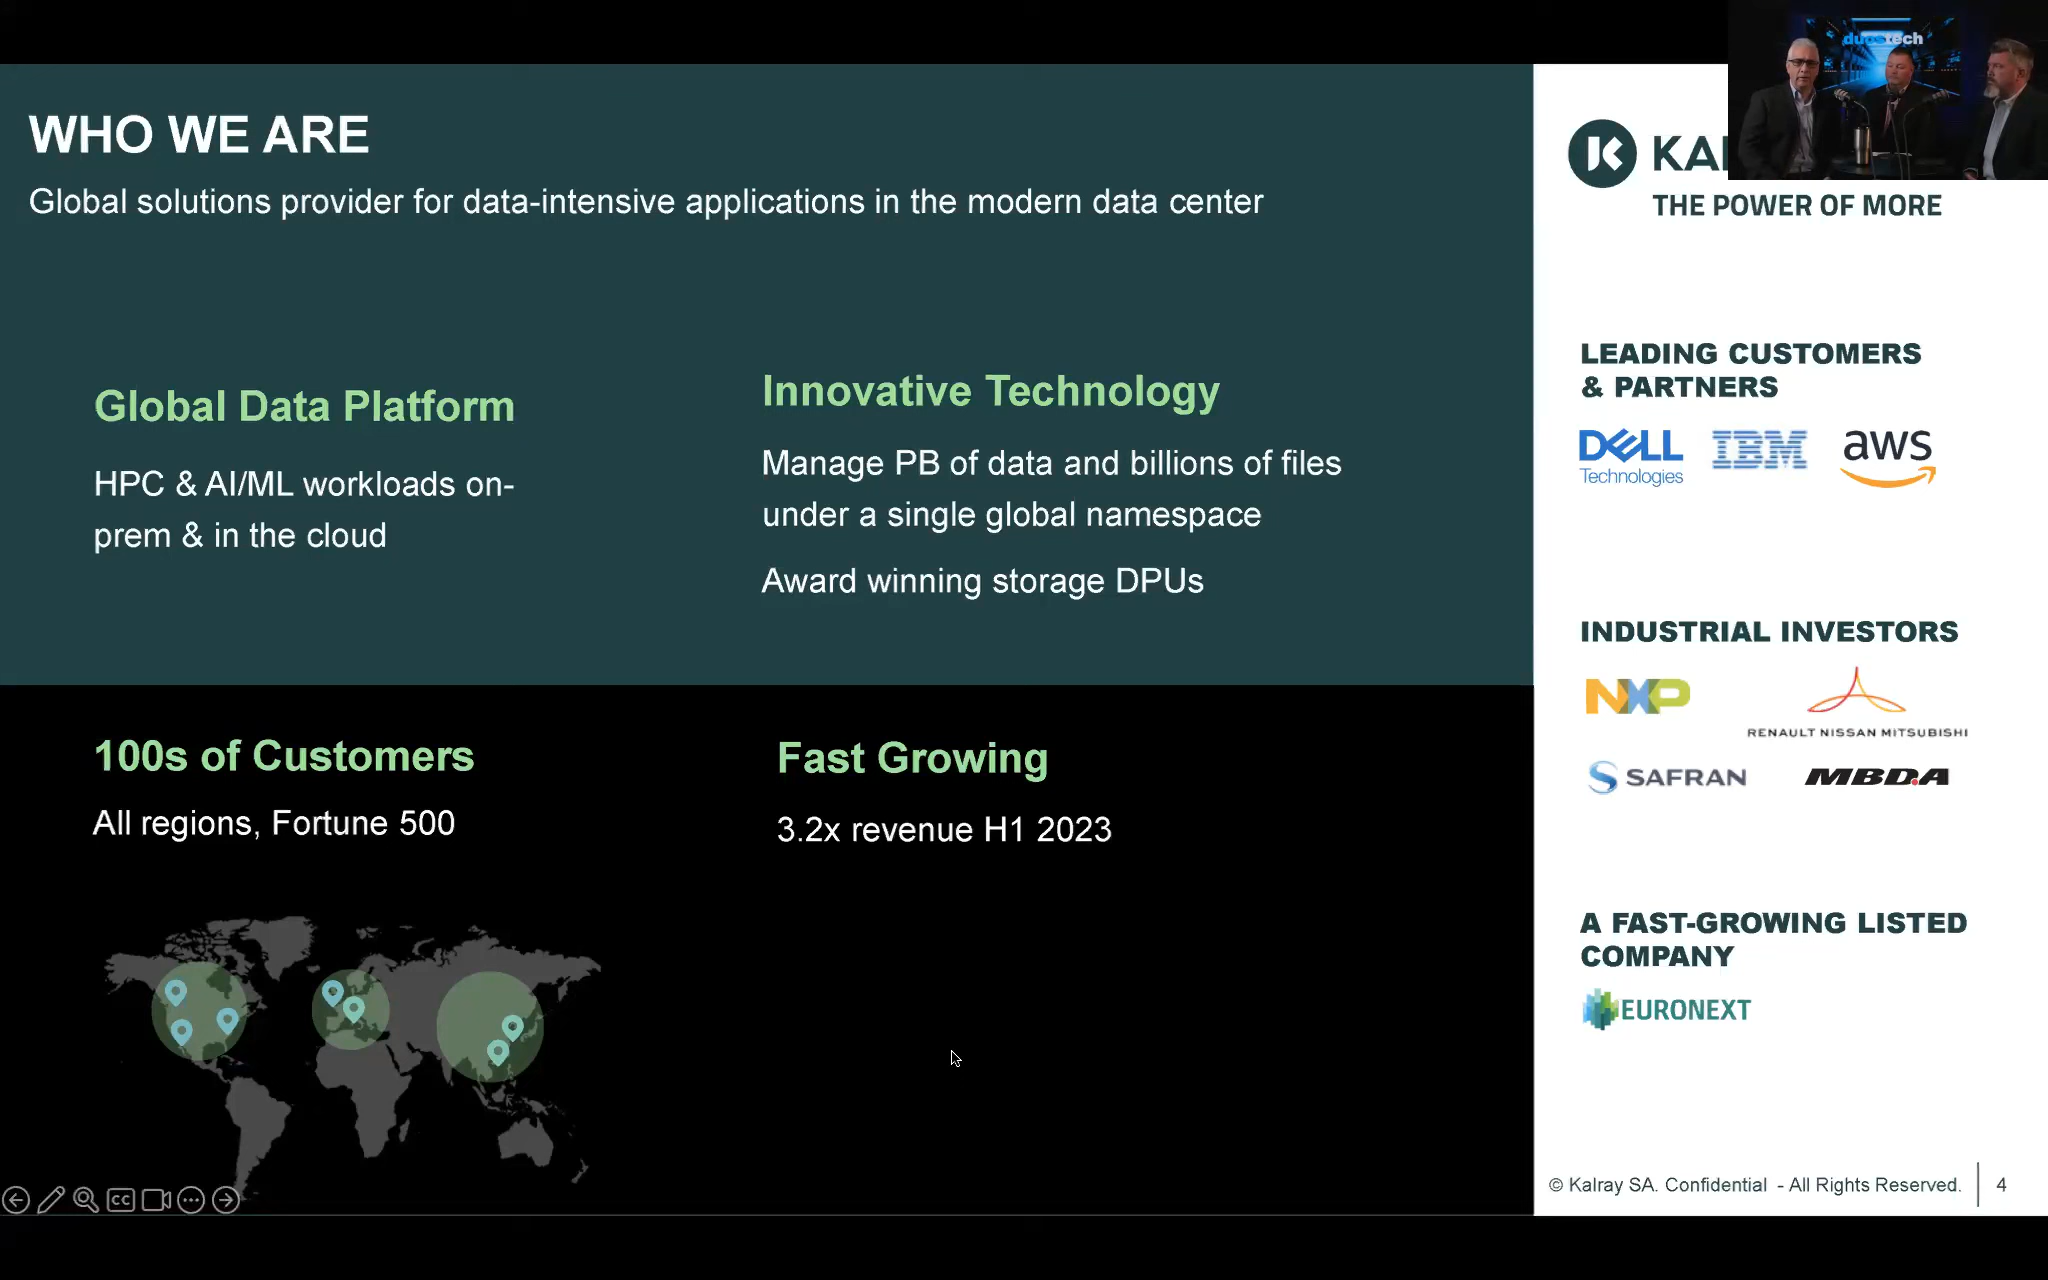 duostech
WHO WE ARE
Global solutions provider for data-intensive applications in the modern data center
Global Data Platform
HPC & AI/ML workloads on-
prem & in the cloud
Innovative Technology
Manage PB of data and billions of files
under a single global namespace
Award winning storage DPUs
100s of Customers
All regions, Fortune 500
Fast Growing
3.2x revenue H1 2023
KAL
THE POWER OF MORE
LEADING CUSTOMERS
& PARTNERS
DELL
Technologies
IBM
aws
INDUSTRIAL INVESTORS
NXP
RENAULT NISSAN MITSUBISHI
SAFRAN
MBDA
A FAST-GROWING LISTED
COMPANY
EURONEXT
© Kalray SA. Confidential - All Rights Reserved. 4
CC